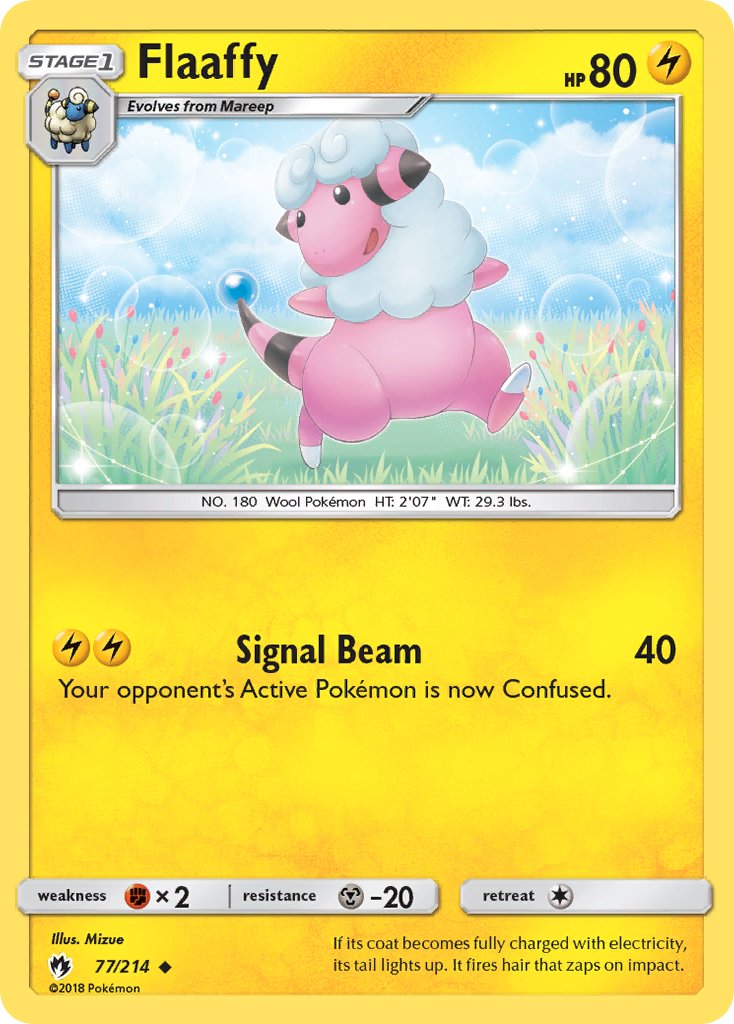 STAGE1
Flaaffy
HP 80
Evolves from Mareep
NO. 180 Wool Pokémon HT: 2'07" WT: 29.3 lbs.
Signal Beam 40
Your opponent's Active Pokémon is now Confused.
weakness × 2 resistance -20 retreat
Illus. Mizue
77/214
©2018 Pokémon
If its coat becomes fully charged with electricity,
its tail lights up. It fires hair that zaps on impact.